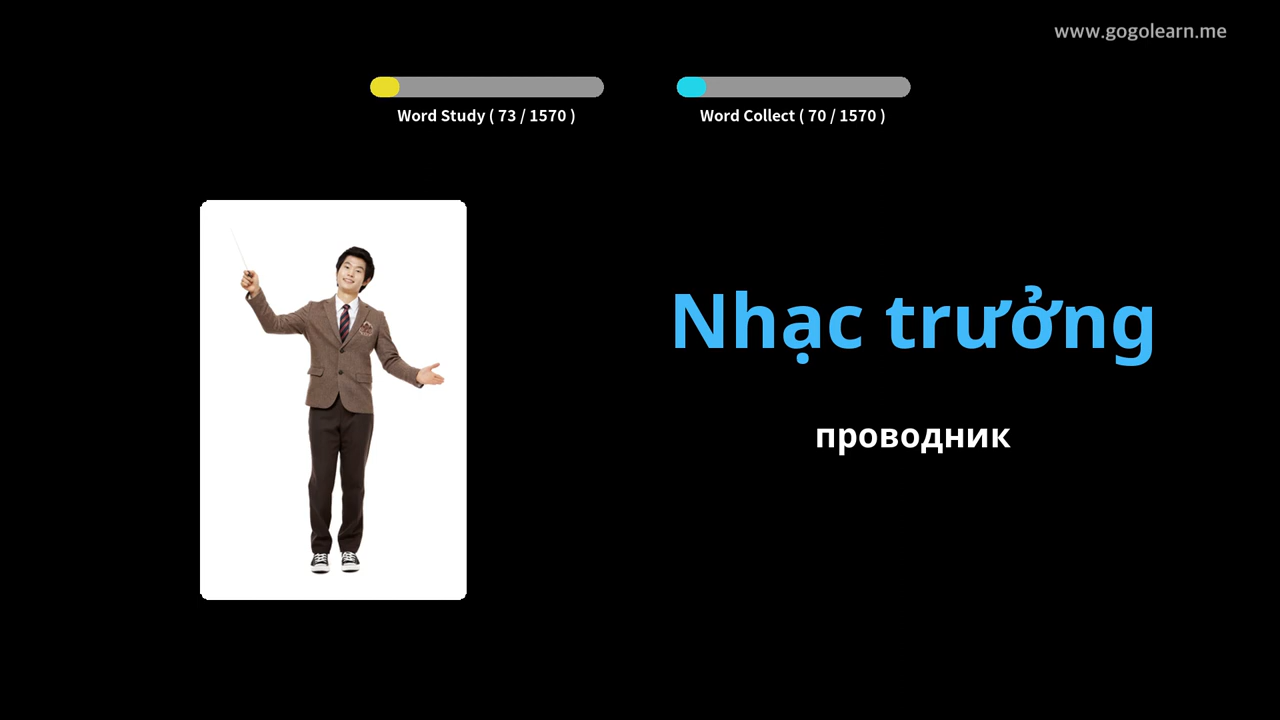 www.gogolearn.me
Word Study ( 73 / 1570 )
Word Collect ( 70 / 1570 )
Nhạc trưởng
проводник